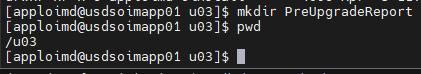 [apploimd@usdsoimapp01 u03]$ mkdir PreUpgradeReport
[apploimd@usdsoimapp01 u03]$ pwd
/u03
[apploimd@usdsoimapp01 u03]$